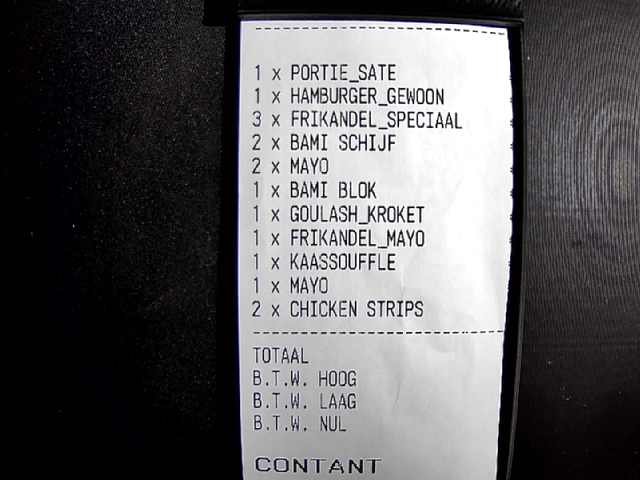 1 x PORTIE_SATE
1 x HAMBURGER_GEWOON
3 x FRIKANDEL_SPECIAAL
2 x BAMI SCHIJF
2 x MAYO
1 x BAMI BLOK
1 x GOULASH_KROKET
1 x FRIKANDEL_MAYO
1 x KAASSOUFFLE
1 x MAYO
2 x CHICKEN STRIPS
TOTAAL
B.T.W. HOOG
B.T.W. LAAG
B.T.W. NUL
CONTANT